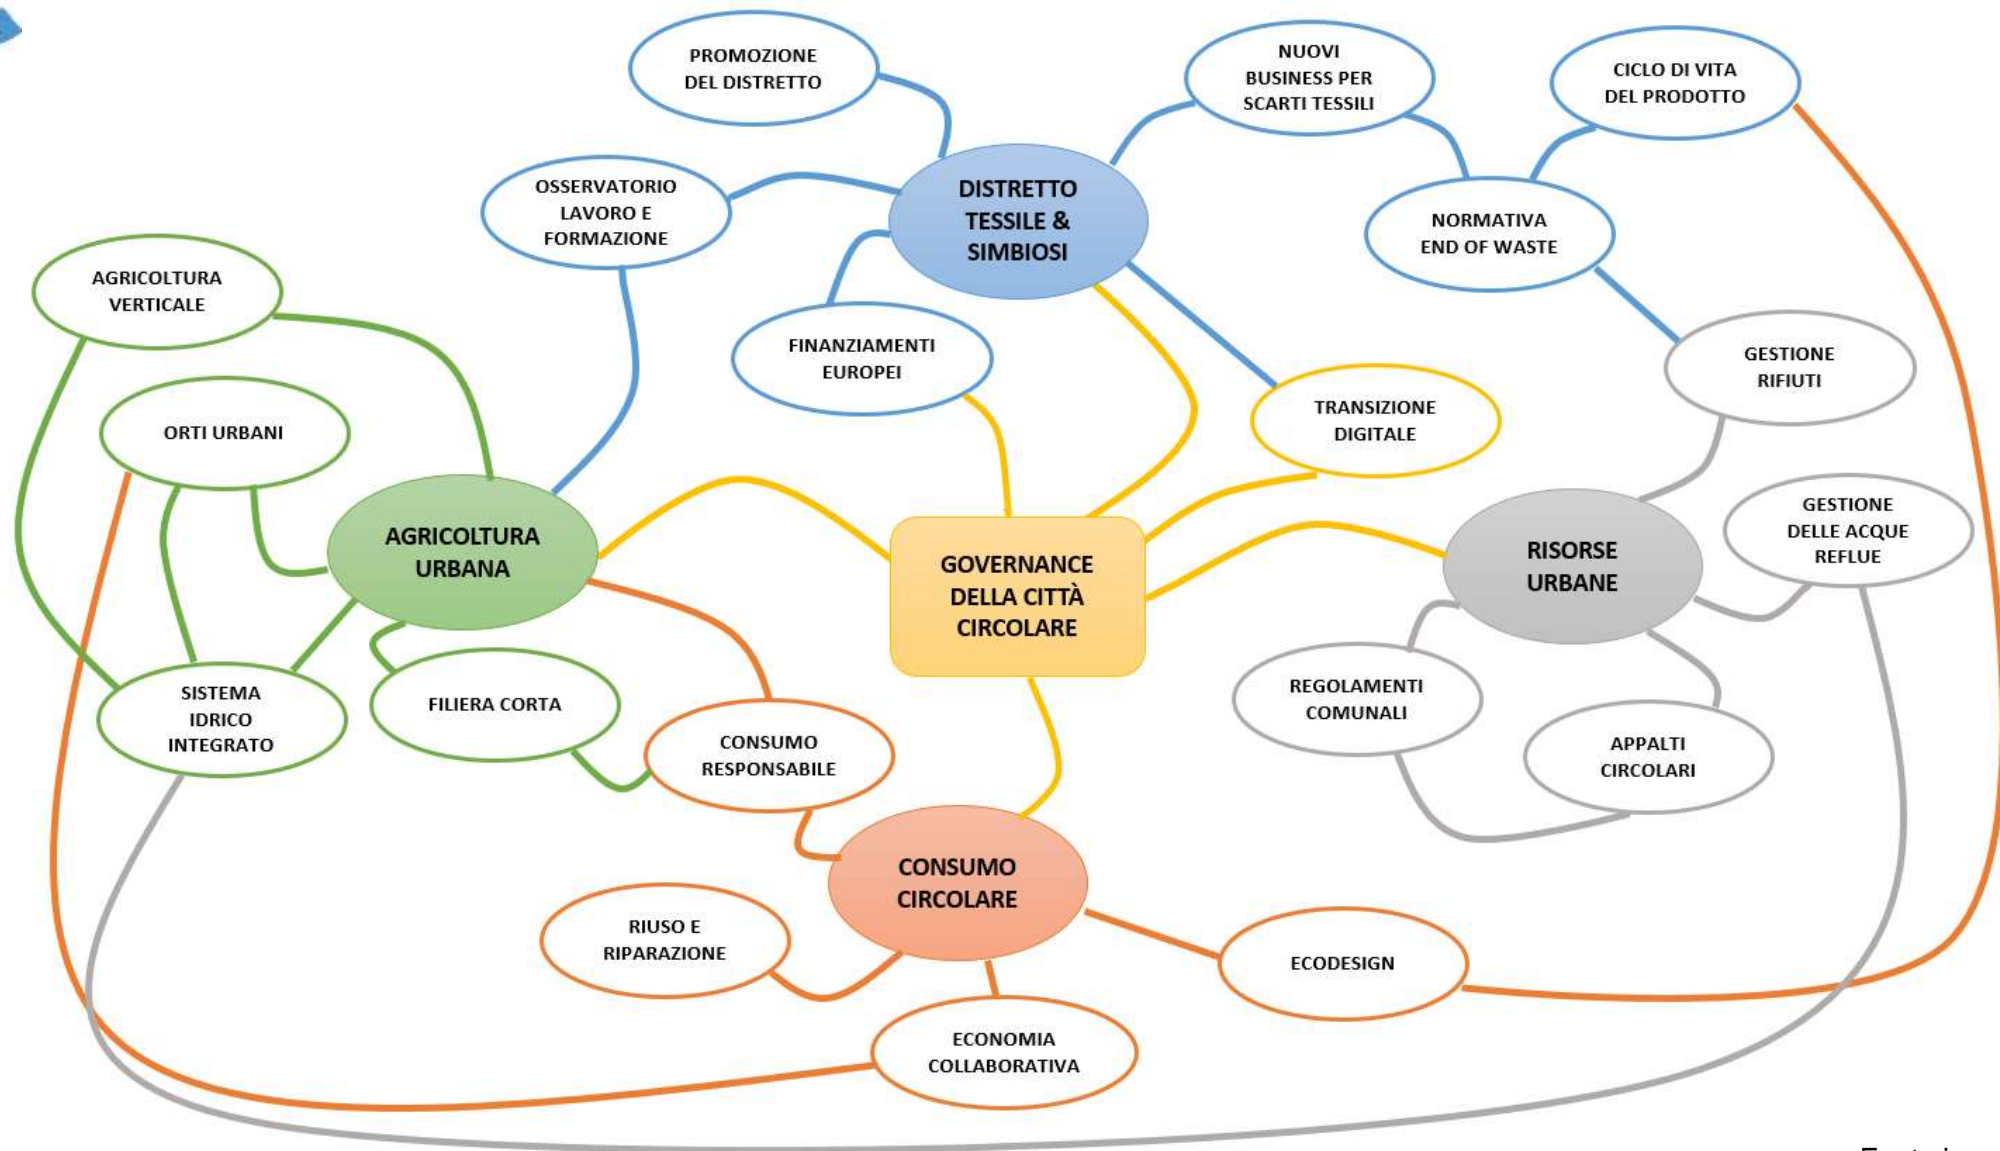 PROMOZIONE
DEL DISTRETTO
NUOVI
BUSINESS PER
SCARTI TESSILI
CICLO DI VITA
DEL PRODOTTO
OSSERVATORIO
LAVORO E
FORMAZIONE
DISTRETTO
TESSILE &
SIMBIOSI
NORMATIVA
END OF WASTE
AGRICOLTURA
VERTICALE
FINANZIAMENTI
EUROPEI
GESTIONE
RIFIUTI
TRANSIZIONE
DIGITALE
ORTI URBANI
AGRICOLTURA
URBANA
GOVERNANCE
DELLA CITTÀ
CIRCOLARE
RISORSE
URBANE
GESTIONE
DELLE ACQUE
REFLUE
SISTEMA
IDRICO
INTEGRATO
FILIERA CORTA
CONSUMO
RESPONSABILE
REGOLAMENTI
COMUNALI
APPALTI
CIRCOLARI
CONSUMO
CIRCOLARE
RIUSO E
RIPARAZIONE
ECODESIGN
ECONOMIA
COLLABORATIVA